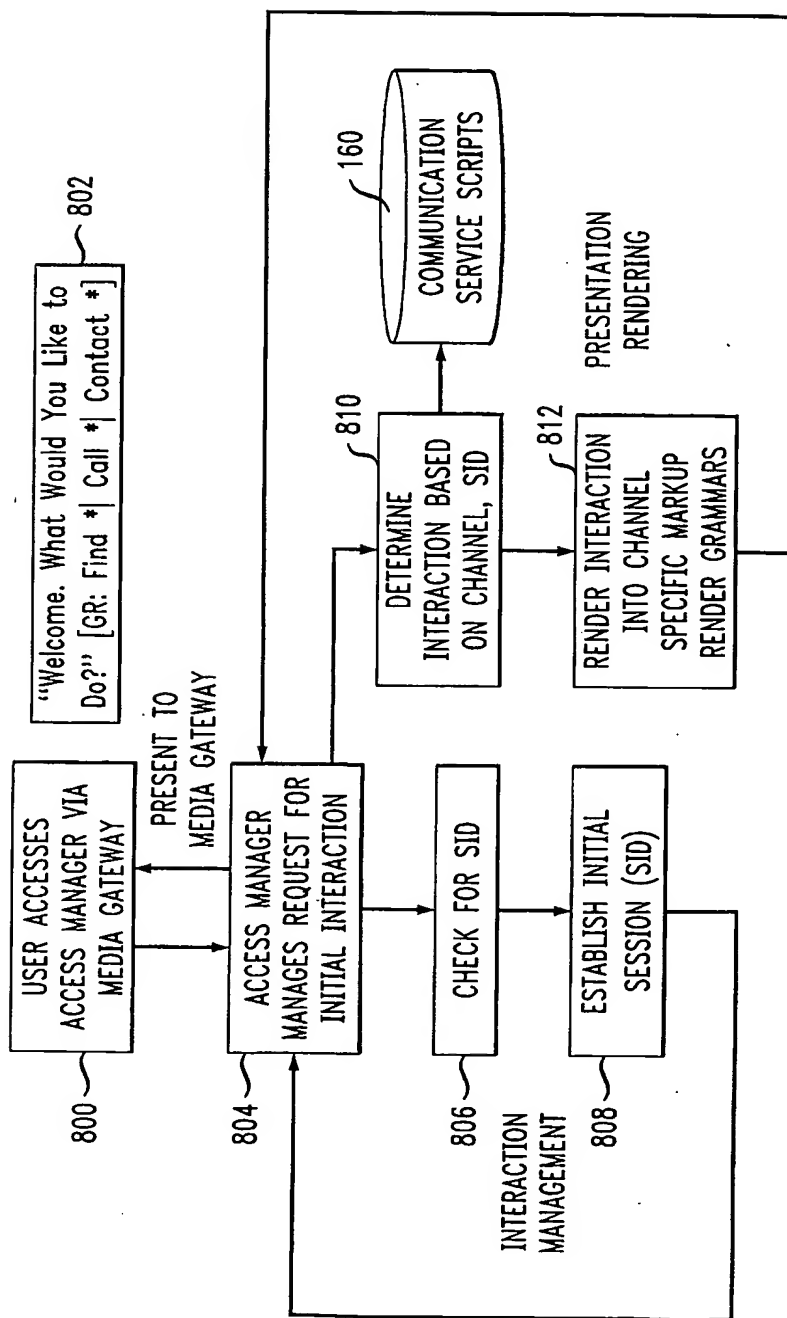 800
USER ACCESSES
ACCESS MANAGER VIA
MEDIA GATEWAY
802
“Welcome. What Would You Like to
Do?” [GR: Find *| Call *| Contact *]
PRESENT TO
MEDIA GATEWAY
804
ACCESS MANAGER
MANAGES REQUEST FOR
INITIAL INTERACTION
806
CHECK FOR SID
INTERACTION
MANAGEMENT
808
ESTABLISH INITIAL
SESSION (SID)
810
DETERMINE
INTERACTION BASED
ON CHANNEL, SID
160
COMMUNICATION
SERVICE SCRIPTS
812
RENDER INTERACTION
INTO CHANNEL
SPECIFIC MARKUP
RENDER GRAMMARS
PRESENTATION
RENDERING